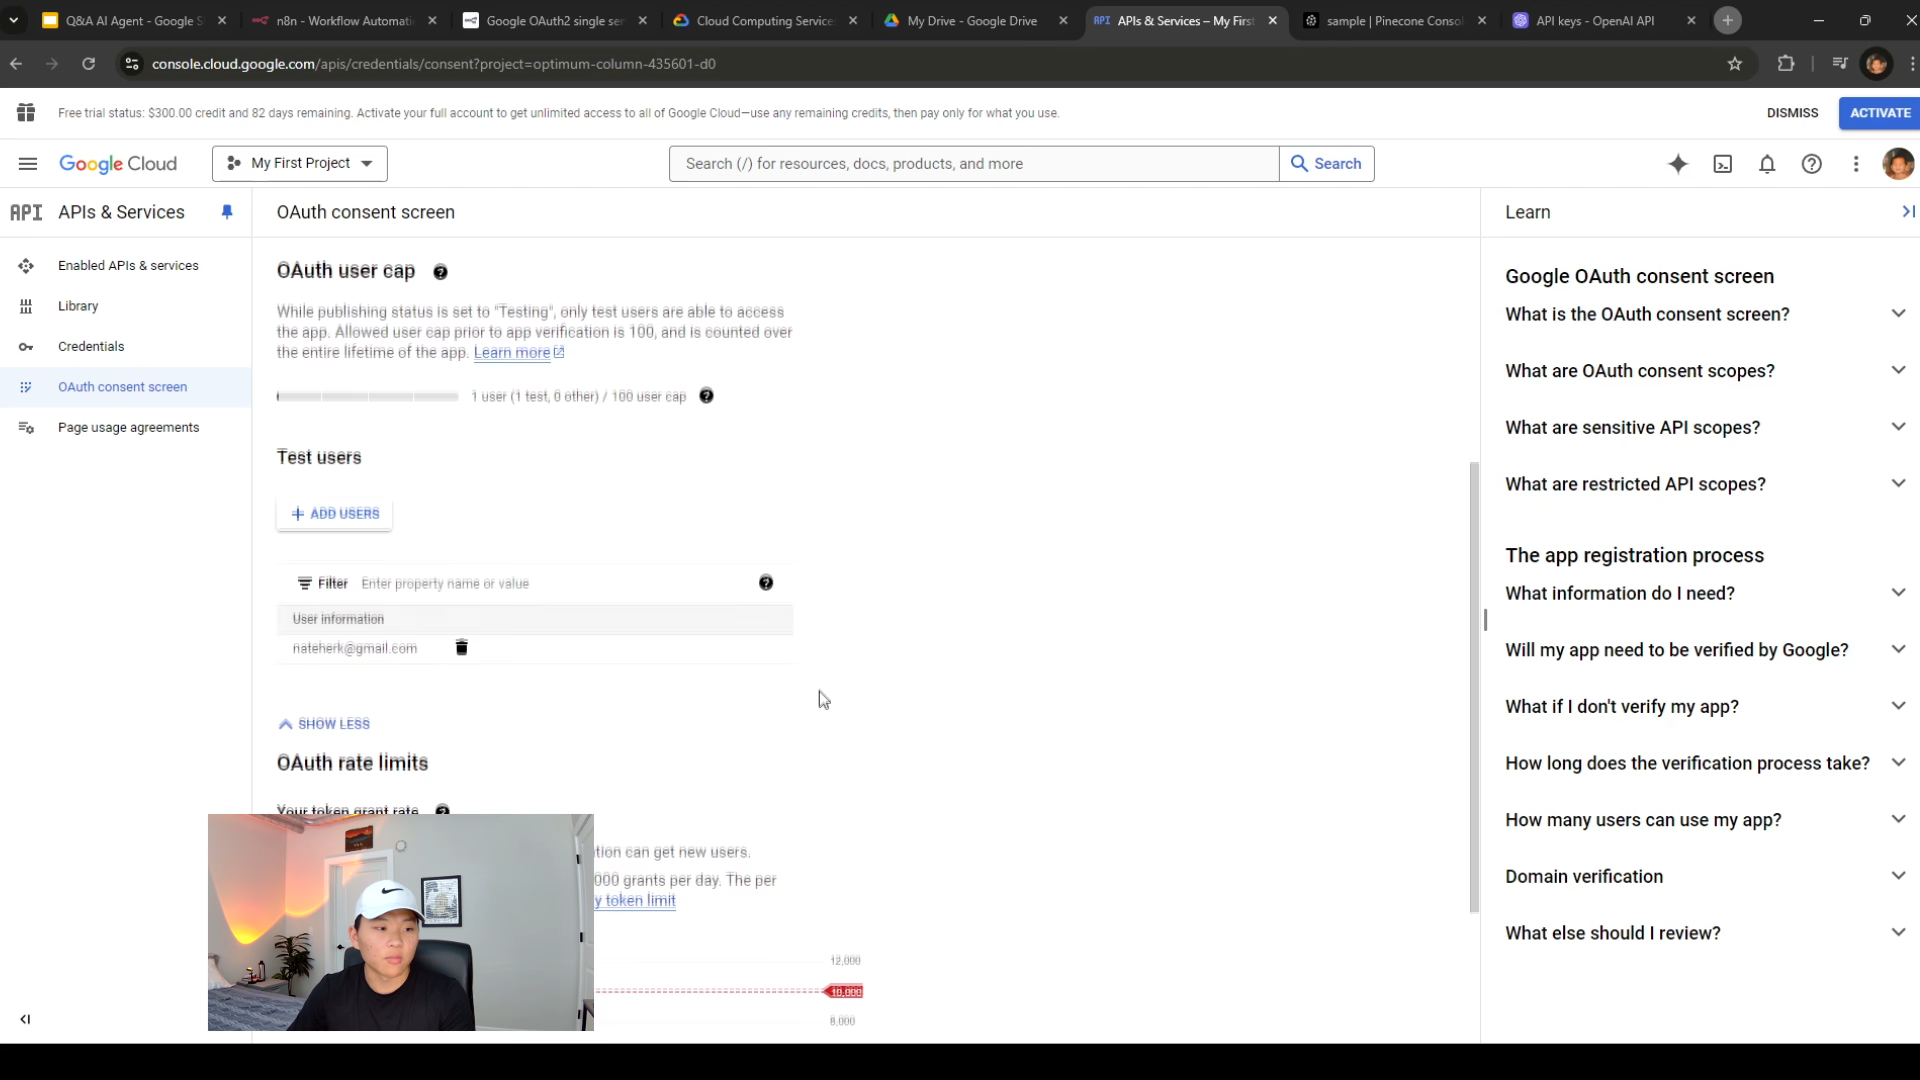 Q&A AI Agent - Google S
n8n - Workflow Automati
Google OAuth2 single ser
Cloud Computing Service
My Drive - Google Drive
API APIs & Services – My First
sample | Pinecone Conso
API keys - OpenAI API
console.cloud.google.com/apis/credentials/consent?project=optimum-column-435601-d0
Free trial status: $300.00 credit and 82 days remaining. Activate your full account to get unlimited access to all of Google Cloud—use any remaining credits, then pay only for what you use.
DISMISS
ACTIVATE
Google Cloud
My First Project
Search (/) for resources, docs, products, and more
Search
API APIs & Services
Enabled APIs & services
Library
Credentials
OAuth consent screen
Page usage agreements
OAuth consent screen
OAuth user cap
While publishing status is set to "Testing", only test users are able to access
the app. Allowed user cap prior to app verification is 100, and is counted over
the entire lifetime of the app. Learn more
1 user (1 test, 0 other) / 100 user cap
Test users
+ ADD USERS
Filter Enter property name or value
User information
nateherk@gmail.com
SHOW LESS
OAuth rate limits
Your token grant rate
tion can get new users.
000 grants per day. The per
y token limit
12,000
10,000
8,000
Learn
Google OAuth consent screen
What is the OAuth consent screen?
What are OAuth consent scopes?
What are sensitive API scopes?
What are restricted API scopes?
The app registration process
What information do I need?
Will my app need to be verified by Google?
What if I don't verify my app?
How long does the verification process take?
How many users can use my app?
Domain verification
What else should I review?